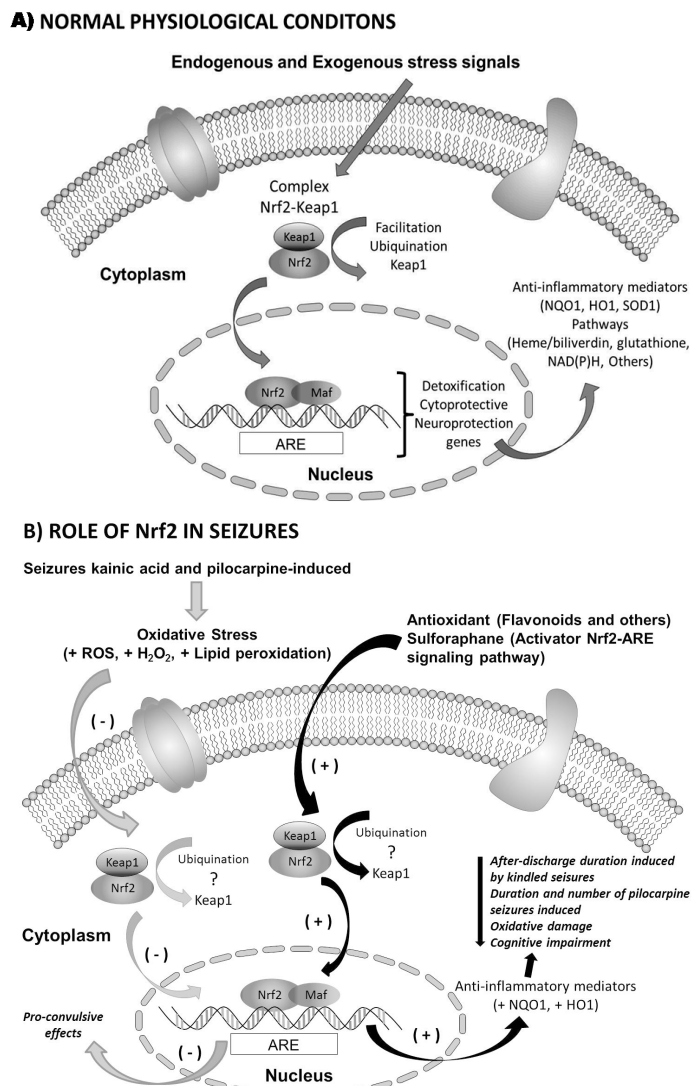 A) NORMAL PHYSIOLOGICAL CONDITONS
Endogenous and Exogenous stress signals
Complex
Nrf2-Keap1
Keap1
Nrf2
Facilitation
Ubiquination
Keap1
Cytoplasm
Anti-inflammatory mediators
(NQO1, HO1, SOD1)
Pathways
(Heme/biliverdin, glutathione,
NAD(P)H, Others)
Nrf2
Maf
ARE
Detoxification
Cytoprotective
Neuroprotection
genes
Nucleus
B) ROLE OF Nrf2 IN SEIZURES
Seizures kainic acid and pilocarpine-induced
Oxidative Stress
(+ ROS, + H₂O₂, + Lipid peroxidation)
Antioxidant (Flavonoids and others)
Sulforaphane (Activator Nrf2-ARE
signaling pathway)
( - )
( + )
Keap1
Nrf2
Ubiquination
?
Keap1
Keap1
Nrf2
Ubiquination
?
Keap1
After-discharge duration induced
by kindled seisures
Duration and number of pilocarpine
seizures induced
Oxidative damage
Cognitive impairment
Cytoplasm
( - )
( + )
Anti-inflammatory mediators
(+ NQO1, + HO1)
Nrf2
Maf
ARE
Pro-convulsive
effects
( - )
( + )
Nucleus